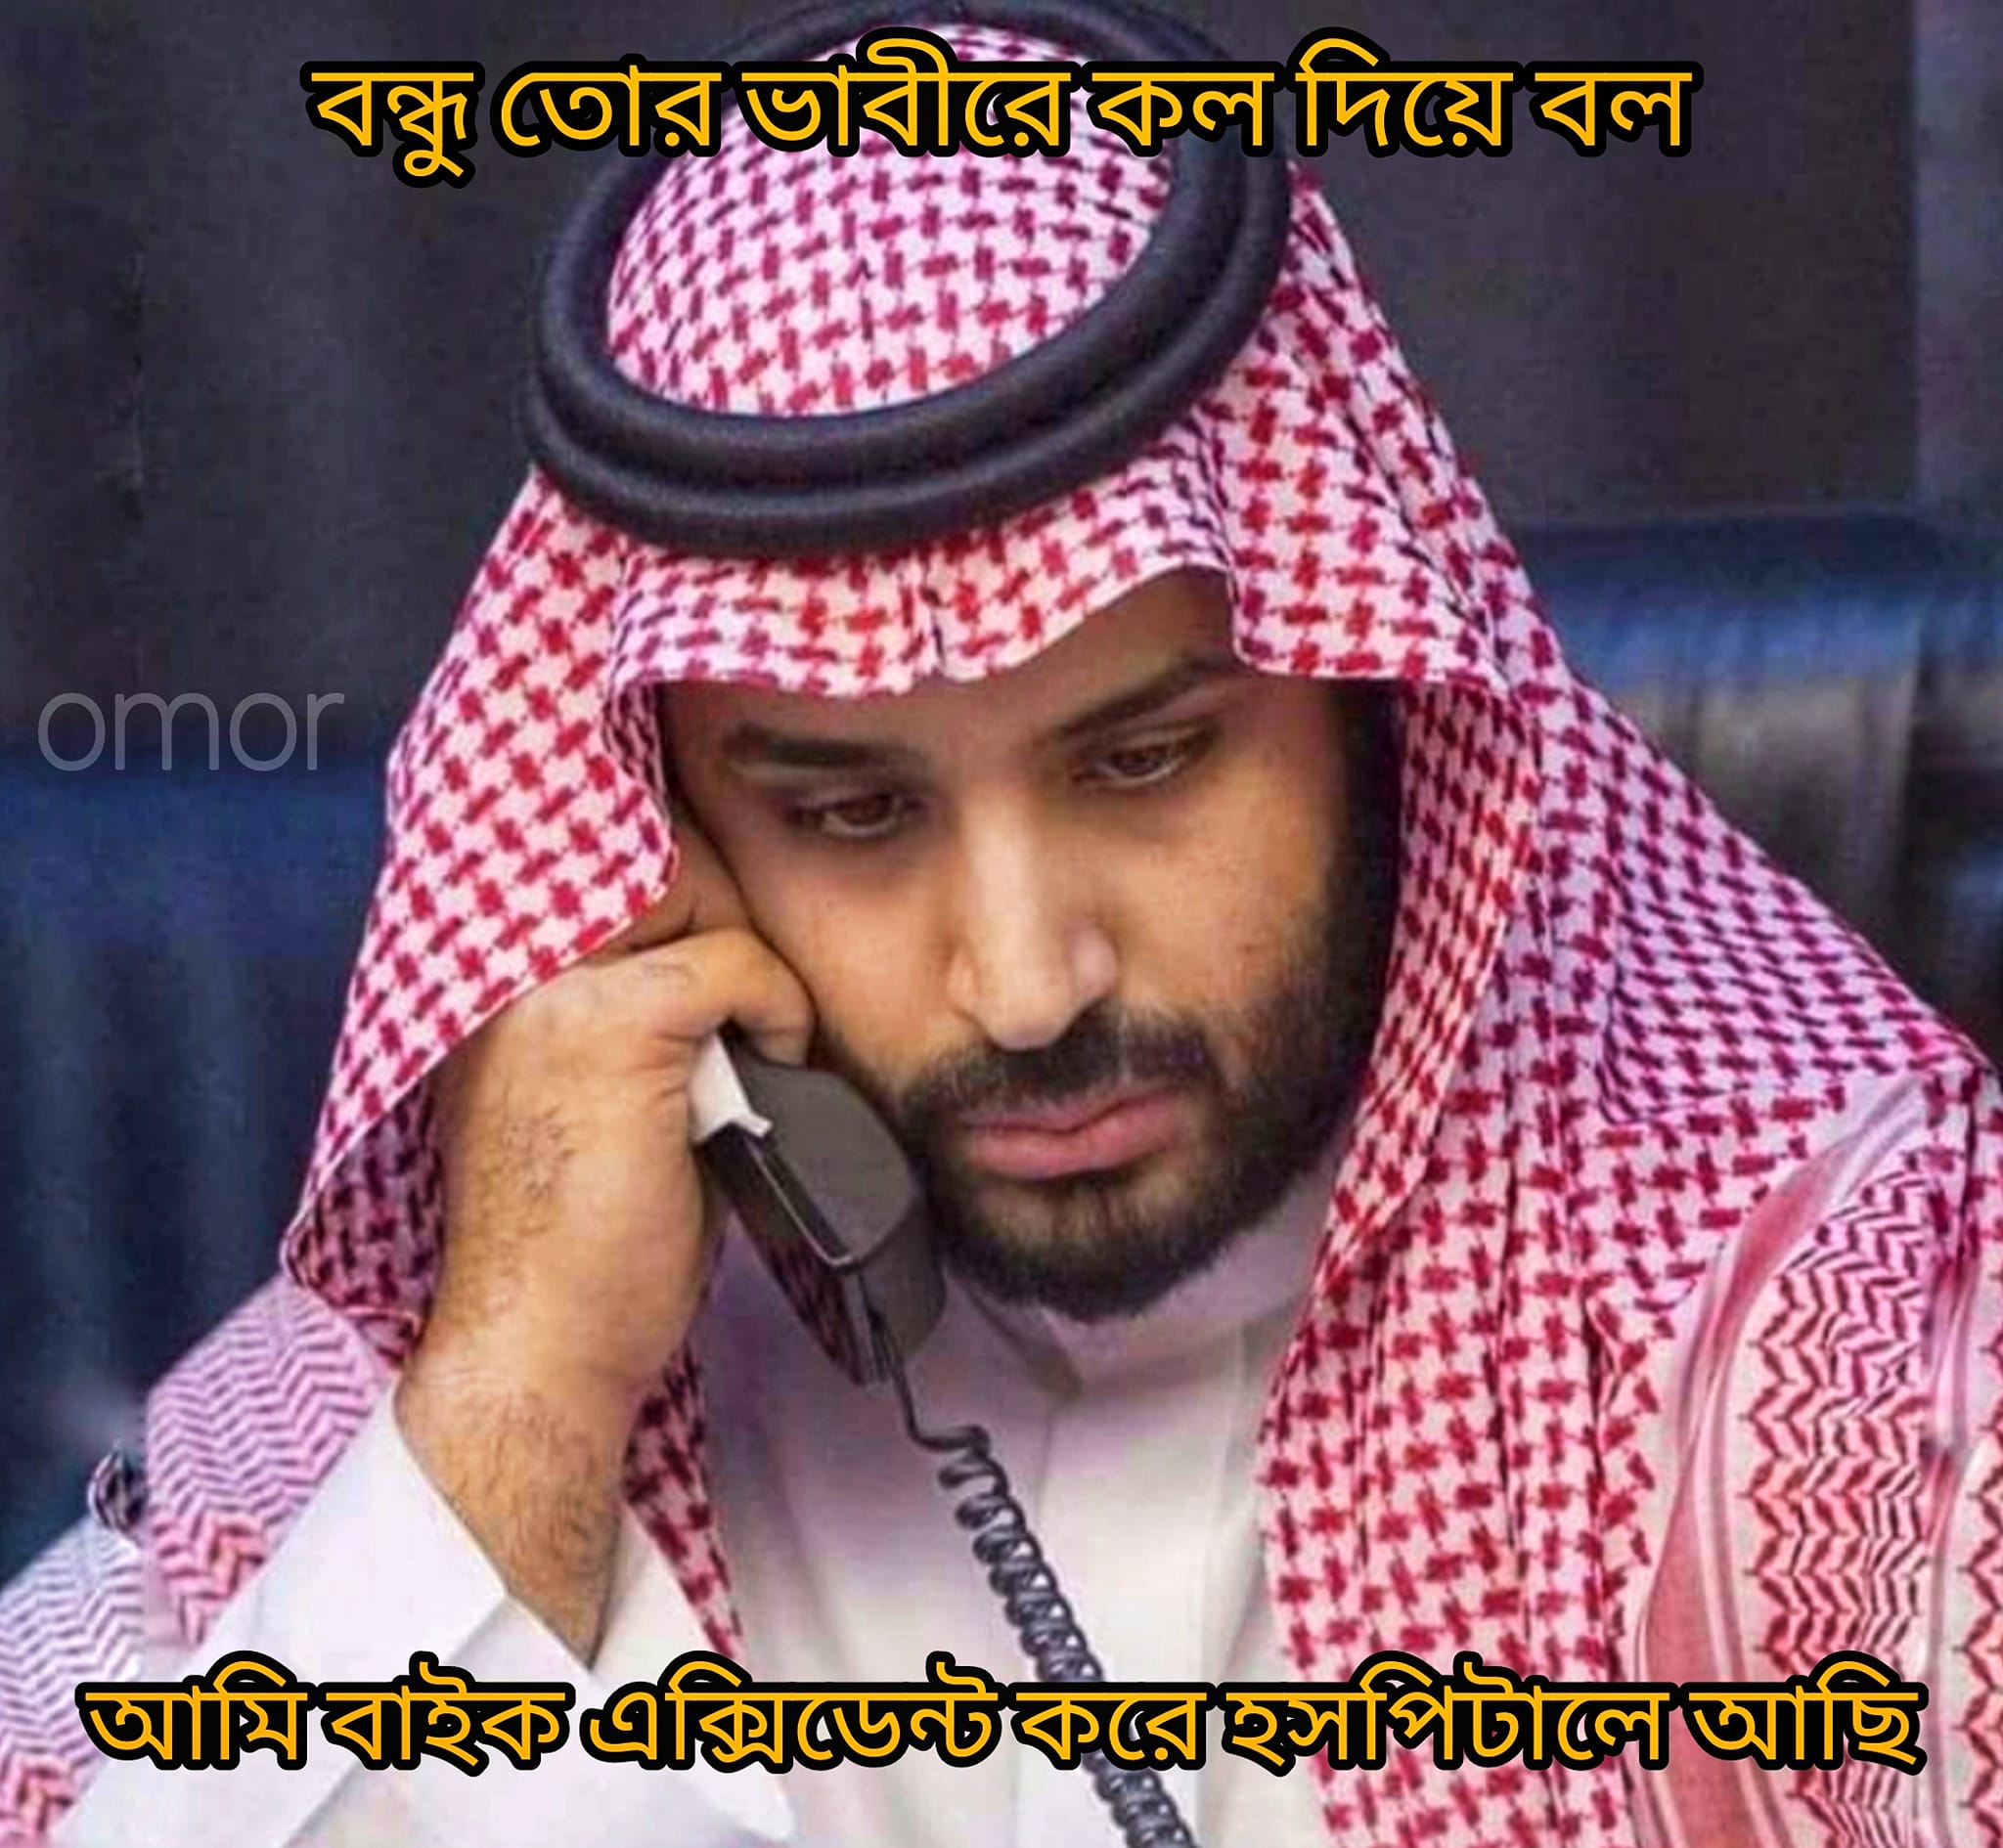 বন্ধু তোর ভাবীরে কল দিয়ে বল
omor
আমি বাইক এক্সিডেন্ট করে হসপিটালে আছি